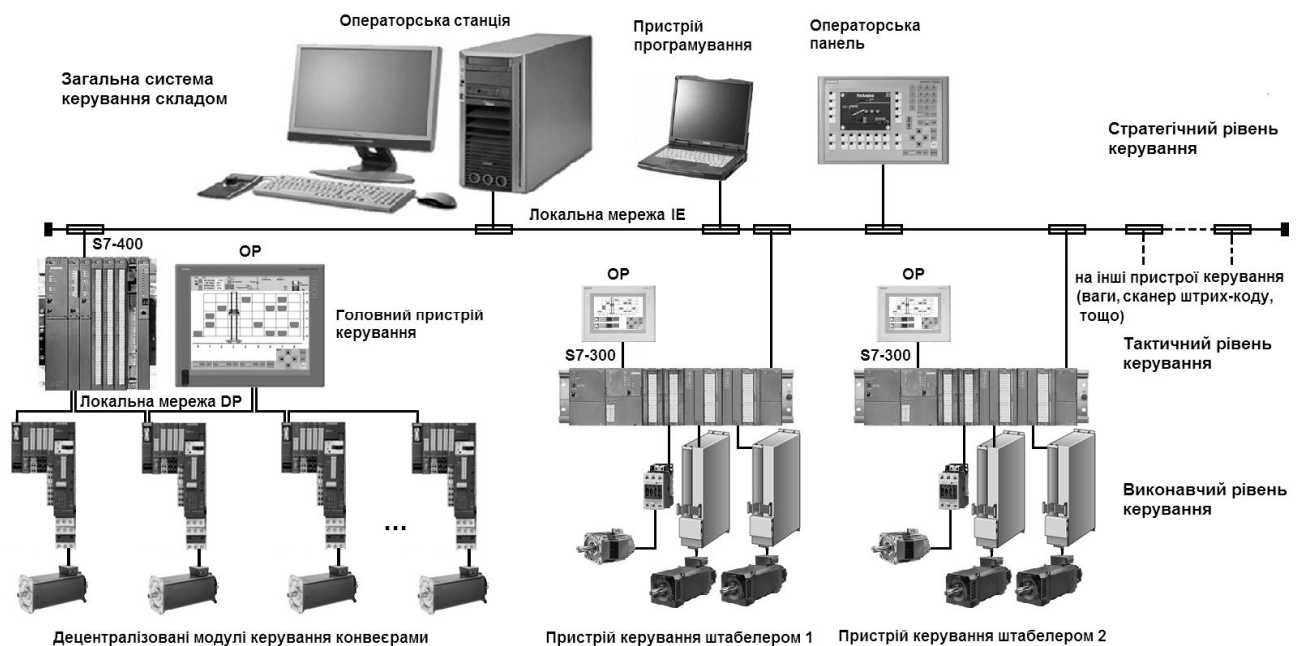 Операторська станція
Пристрій
програмування
Операторська
панель
Загальна система
керування складом
Стратегічний рівень
керування
Локальна мережа IE
S7-400
OP
Головний пристрій
керування
OP
OP
на інші пристрої керування
(ваги, сканер штрих-коду,
тощо)
Тактичний рівень
керування
S7-300
S7-300
Локальна мережа DP
Виконавчий рівень
керування
...
Децентралізовані модулі керування конвеєрами
Пристрій керування штабелером 1
Пристрій керування штабелером 2